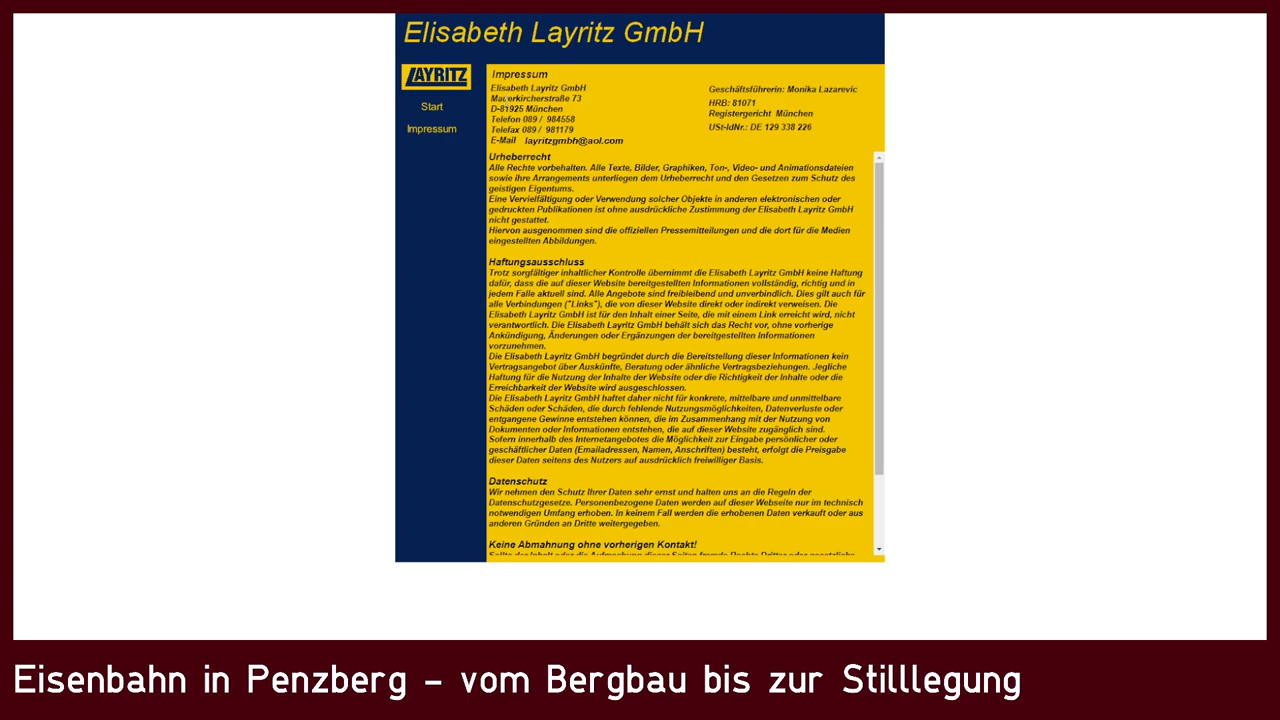 Elisabeth Layritz GmbH
LAYRITZ
Start
Impressum
Impressum
Elisabeth Layritz GmbH
Mauerkircherstraße 73
D-81925 München
Telefon 089 / 984558
Telefax 089 / 981179
E-Mail layritzgmbh@aol.com
Geschäftsführerin: Monika Lazarevic
HRB: 81071
Registergericht München
USt-IdNr.: DE 129 338 226
Urheberrecht
Alle Rechte vorbehalten. Alle Texte, Bilder, Graphiken, Ton-, Video- und Animationsdateien
sowie ihre Arrangements unterliegen dem Urheberrecht und den Gesetzen zum Schutz des
geistigen Eigentums.
Eine Vervielfältigung oder Verwendung solcher Objekte in anderen elektronischen oder
gedruckten Publikationen ist ohne ausdrückliche Zustimmung der Elisabeth Layritz GmbH
nicht gestattet.
Hiervon ausgenommen sind die offiziellen Pressemitteilungen und die dort für die Medien
eingestellten Abbildungen.
Haftungsausschluss
Trotz sorgfältiger inhaltlicher Kontrolle übernimmt die Elisabeth Layritz GmbH keine Haftung
dafür, dass die auf dieser Website bereitgestellten Informationen vollständig, richtig und in
jedem Falle aktuell sind. Alle Angebote sind freibleibend und unverbindlich. Dies gilt auch für
alle Verbindungen ("Links"), die von dieser Website direkt oder indirekt verweisen. Die
Elisabeth Layritz GmbH ist für den Inhalt einer Seite, die mit einem Link erreicht wird, nicht
verantwortlich. Die Elisabeth Layritz GmbH behält sich das Recht vor, ohne vorherige
Ankündigung, Änderungen oder Ergänzungen der bereitgestellten Informationen
vorzunehmen.
Die Elisabeth Layritz GmbH begründet durch die Bereitstellung dieser Informationen kein
Vertragsangebot über Auskünfte, Beratung oder ähnliche Vertragsbeziehungen. Jegliche
Haftung für die Nutzung der Inhalte der Website oder die Richtigkeit der Inhalte oder die
Erreichbarkeit der Website wird ausgeschlossen.
Die Elisabeth Layritz GmbH haftet daher nicht für konkrete, mittelbare und unmittelbare
Schäden oder Schäden, die durch fehlende Nutzungsmöglichkeiten, Datenverluste oder
entgangene Gewinne entstehen können, die im Zusammenhang mit der Nutzung von
Dokumenten oder Informationen entstehen, die auf dieser Website zugänglich sind.
Sofern innerhalb des Internetangebotes die Möglichkeit zur Eingabe persönlicher oder
geschäftlicher Daten (Emailadressen, Namen, Anschriften) besteht, erfolgt die Preisgabe
dieser Daten seitens des Nutzers auf ausdrücklich freiwilliger Basis.
Datenschutz
Wir nehmen den Schutz Ihrer Daten sehr ernst und halten uns an die Regeln der
Datenschutzgesetze. Personenbezogene Daten werden auf dieser Webseite nur im technisch
notwendigen Umfang erhoben. In keinem Fall werden die erhobenen Daten verkauft oder aus
anderen Gründen an Dritte weitergegeben.
Keine Abmahnung ohne vorherigen Kontakt!
Sollte der Inhalt oder die Aufmachung dieser Seiten fremde Rechte Dritter oder gesetzliche
Eisenbahn in Penzberg – vom Bergbau bis zur Stilllegung